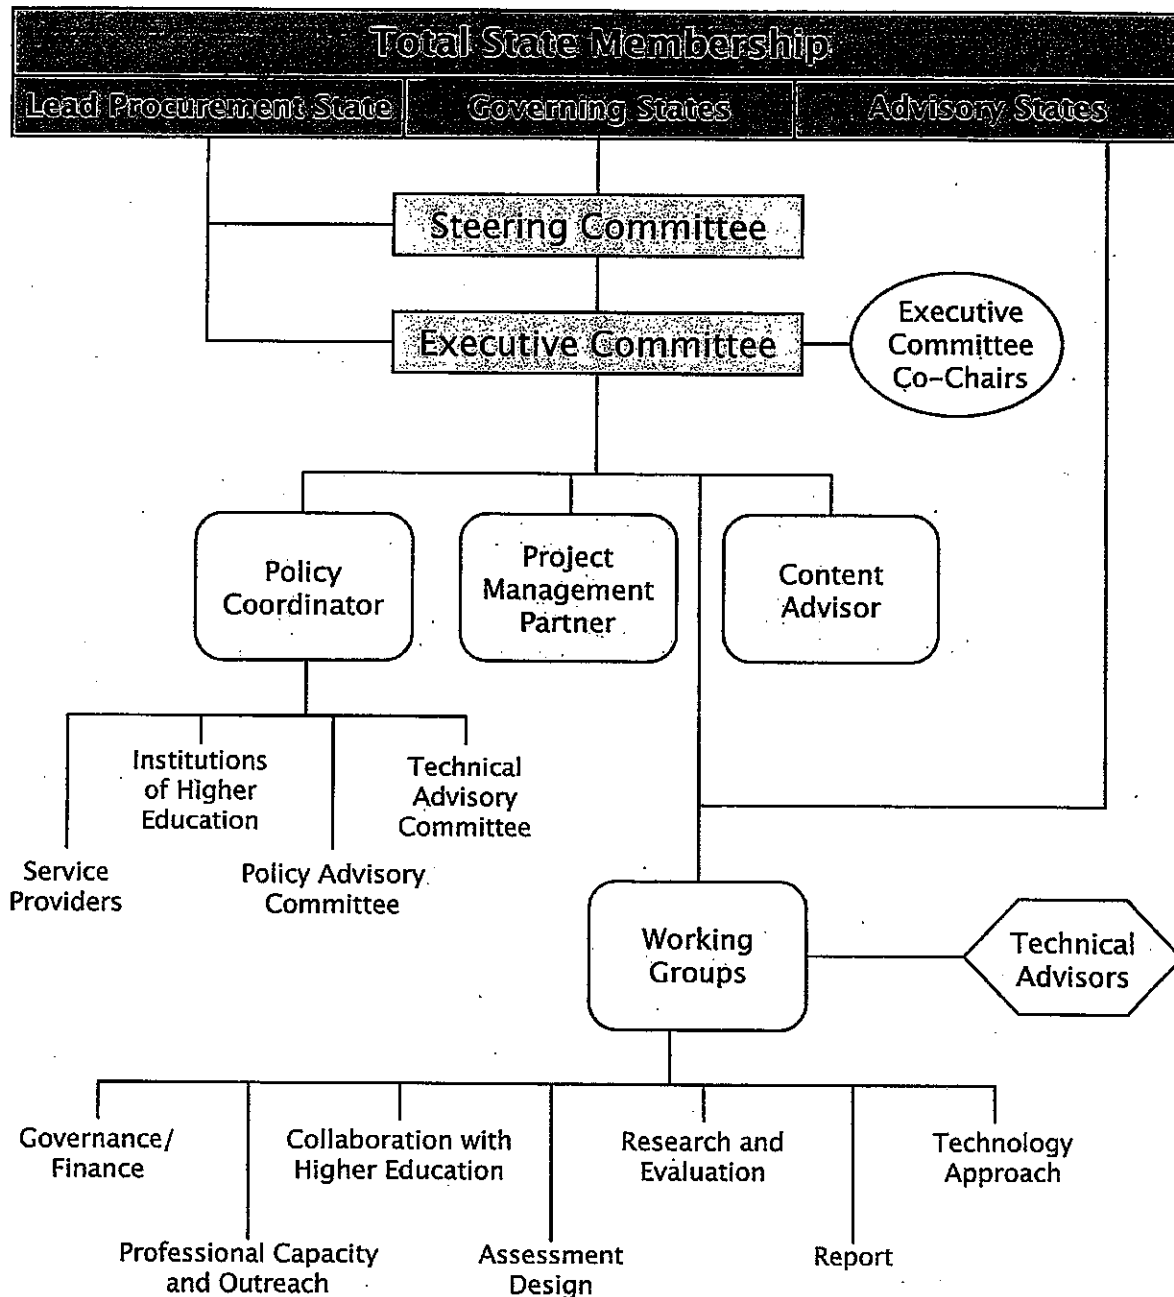 Total State Membership
Lead Procurement State
Governing States
Advisory States
Steering Committee
Executive Committee
Executive
Committee
Co-Chairs
Policy
Coordinator
Project
Management
Partner
Content
Advisor
Institutions
of Higher
Education
Technical
Advisory
Committee
Service
Providers
Policy Advisory
Committee
Working
Groups
Technical
Advisors
Governance/
Finance
Collaboration with
Higher Education
Research and
Evaluation
Technology
Approach
Professional Capacity
and Outreach
Assessment
Design
Report